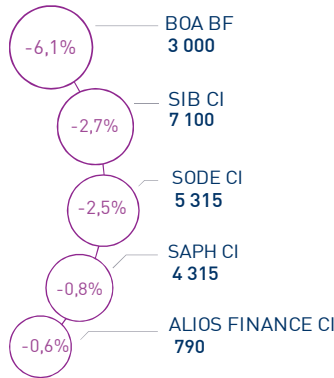 -6,1%
BOA BF
3 000
-2,7%
SIB CI
7 100
-2,5%
SODE CI
5 315
-0,8%
SAPH CI
4 315
-0,6%
ALIOS FINANCE CI
790